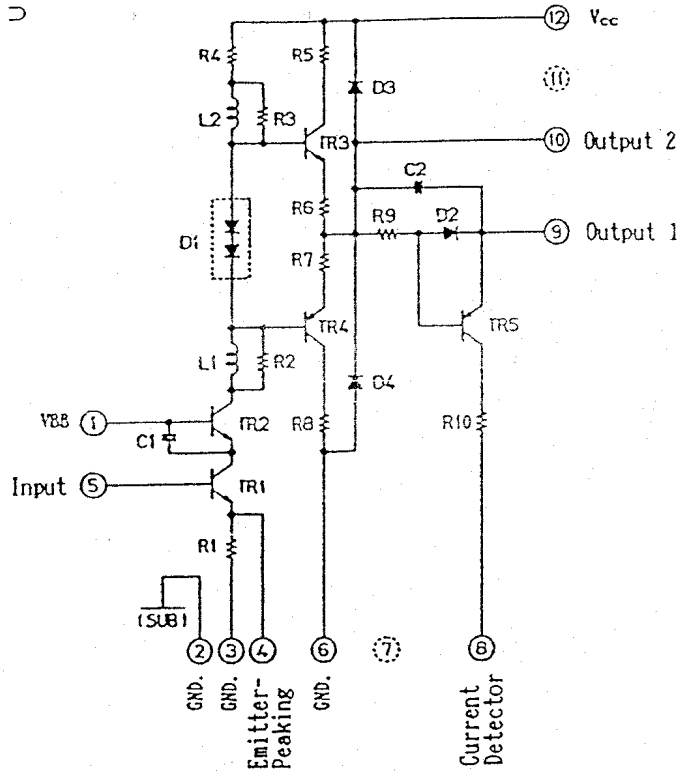 12 Vcc
R4
R5
11
D3
L2
R3
TR3
10 Output 2
C2
R6
R9
D2
9 Output 1
D1
R7
TR4
TR5
L1
R2
D4
VBB 1
TR2
R8
R10
C1
Input 5
TR1
R1
(SUB)
2 3 4 6 7 8
GND.
GND.
Emitter-
Peaking
GND.
Current
Detector